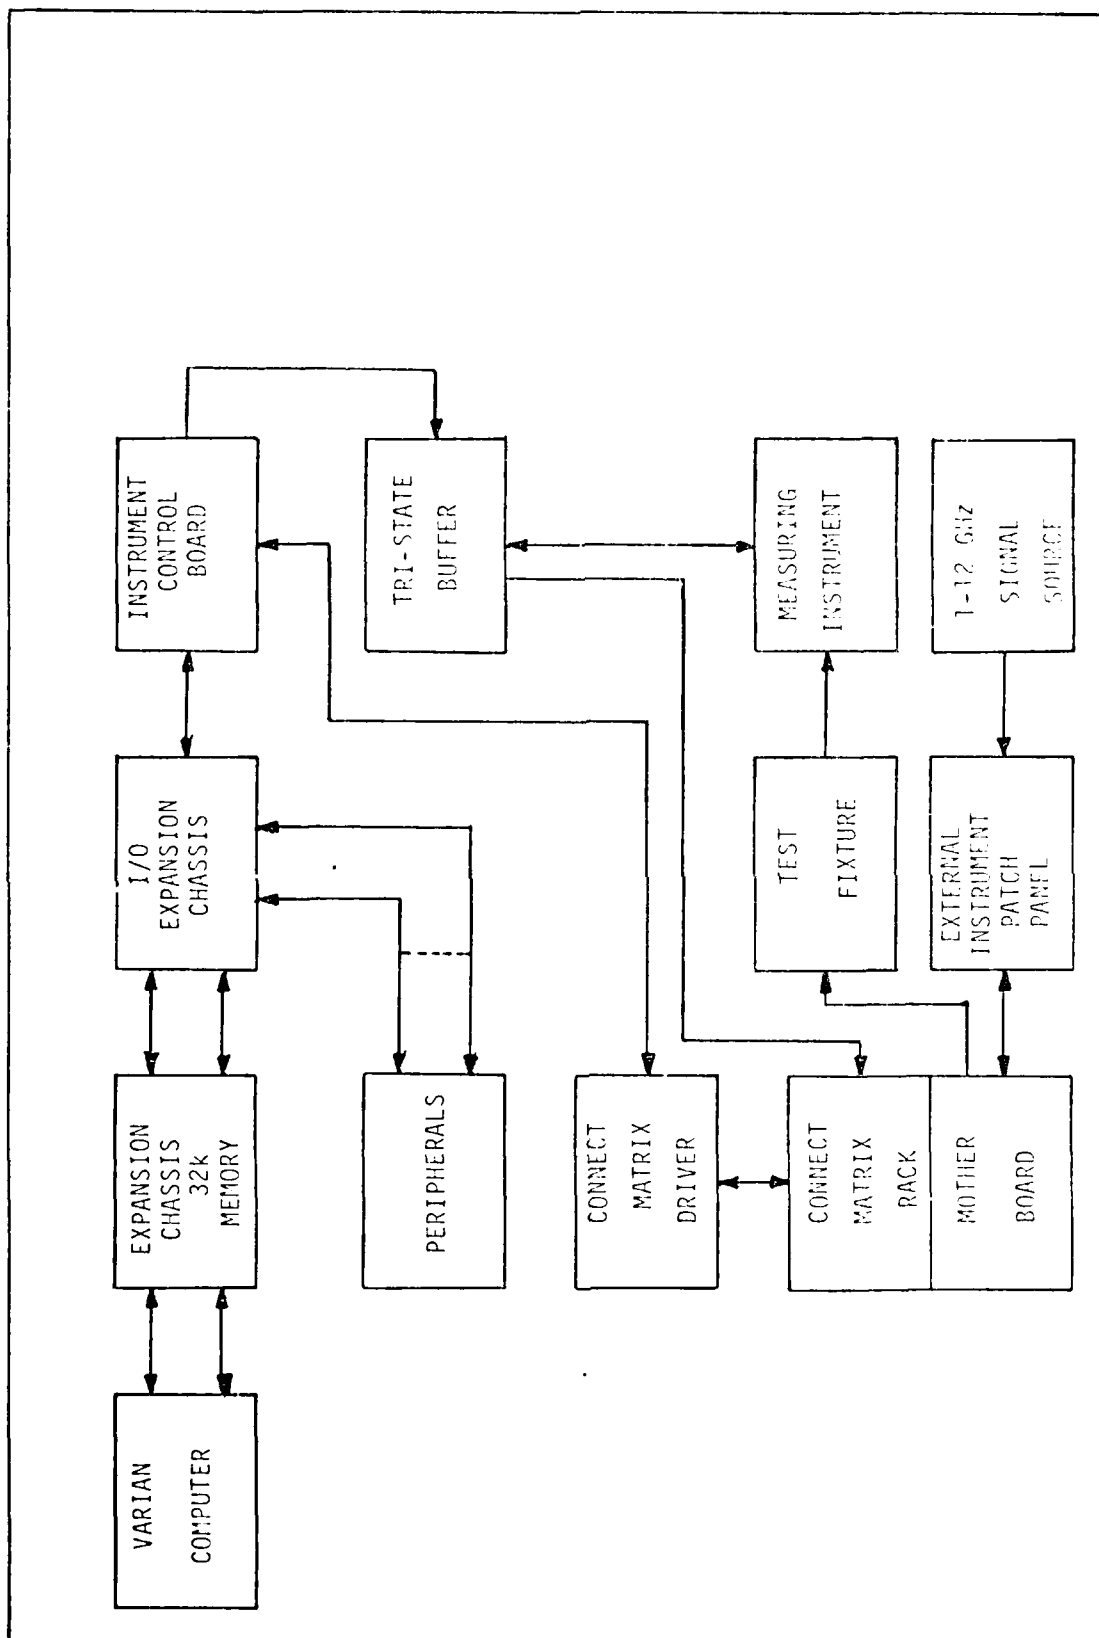 VARIAN
COMPUTER
EXPANSION
CHASSIS
32k
MEMORY
I/O
EXPANSION
CHASSIS
INSTRUMENT
CONTROL
BOARD
PERIPHERALS
TRI-STATE
BUFFER
CONNECT
MATRIX
DRIVER
CONNECT
MATRIX
RACK
MOTHER
BOARD
TEST
FIXTURE
MEASURING
INSTRUMENT
EXTERNAL
INSTRUMENT
PATCH
PANEL
1-12 GHz
SIGNAL
SOURCE